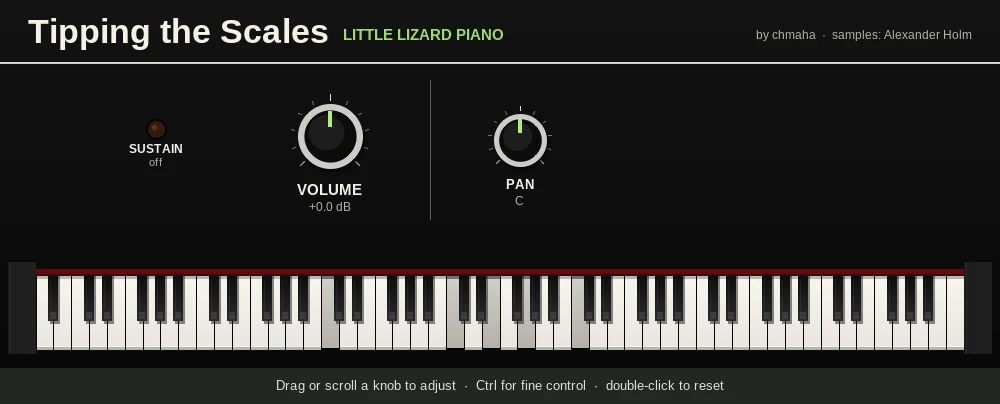 Tipping the Scales LITTLE LIZARD PIANO by chmaha · samples: Alexander Holm
SUSTAIN
off
VOLUME
+0.0 dB
PAN
C
Drag or scroll a knob to adjust · Ctrl for fine control · double-click to reset